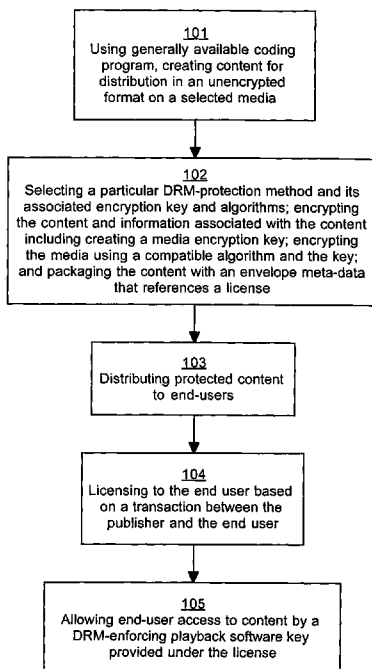 101
Using generally available coding
program, creating content for
distribution in an unencrypted
format on a selected media
102
Selecting a particular DRM-protection method and its
associated encryption key and algorithms; encrypting
the content and information associated with the content
including creating a media encryption key; encrypting
the media using a compatible algorithm and the key;
and packaging the content with an envelope meta-data
that references a license
103
Distributing protected content
to end-users
104
Licensing to the end user based
on a transaction between the
publisher and the end user
105
Allowing end-user access to content by a
DRM-enforcing playback software key
provided under the license